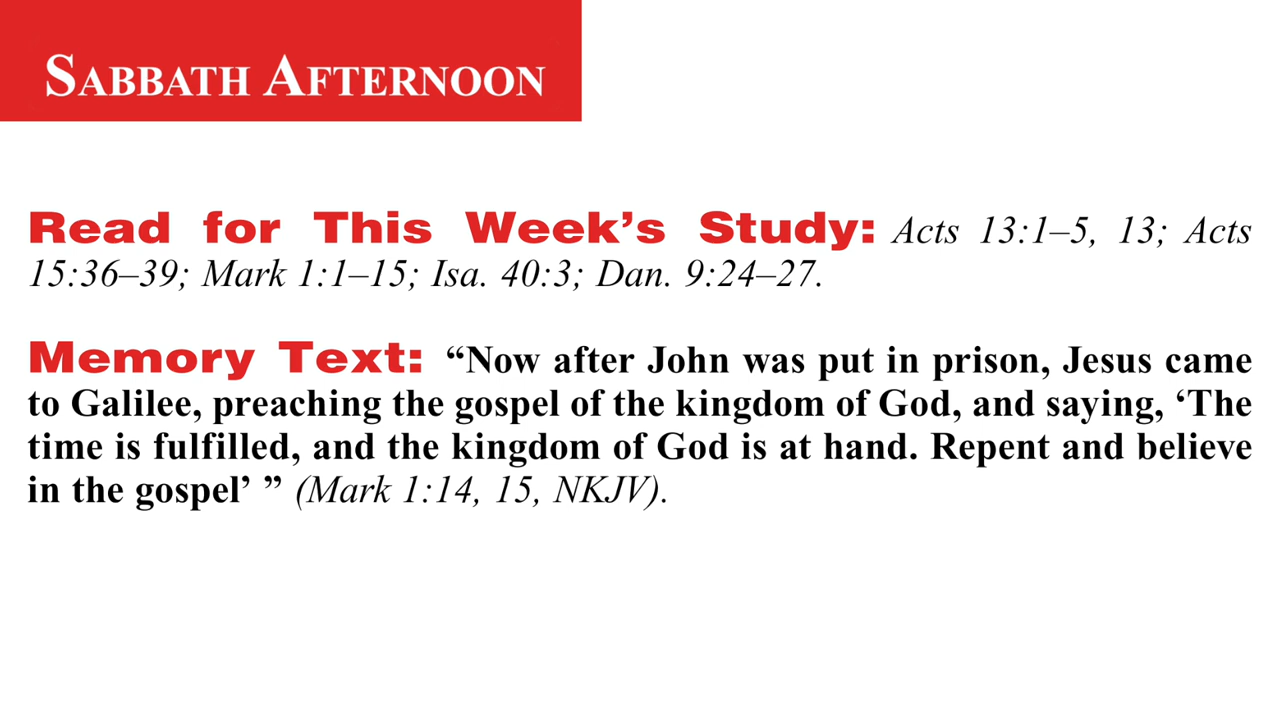 SABBATH AFTERNOON
Read for This Week’s Study: Acts 13:1–5, 13; Acts
15:36–39; Mark 1:1–15; Isa. 40:3; Dan. 9:24–27.
Memory Text: “Now after John was put in prison, Jesus came
to Galilee, preaching the gospel of the kingdom of God, and saying, ‘The
time is fulfilled, and the kingdom of God is at hand. Repent and believe
in the gospel’ ” (Mark 1:14, 15, NKJV).